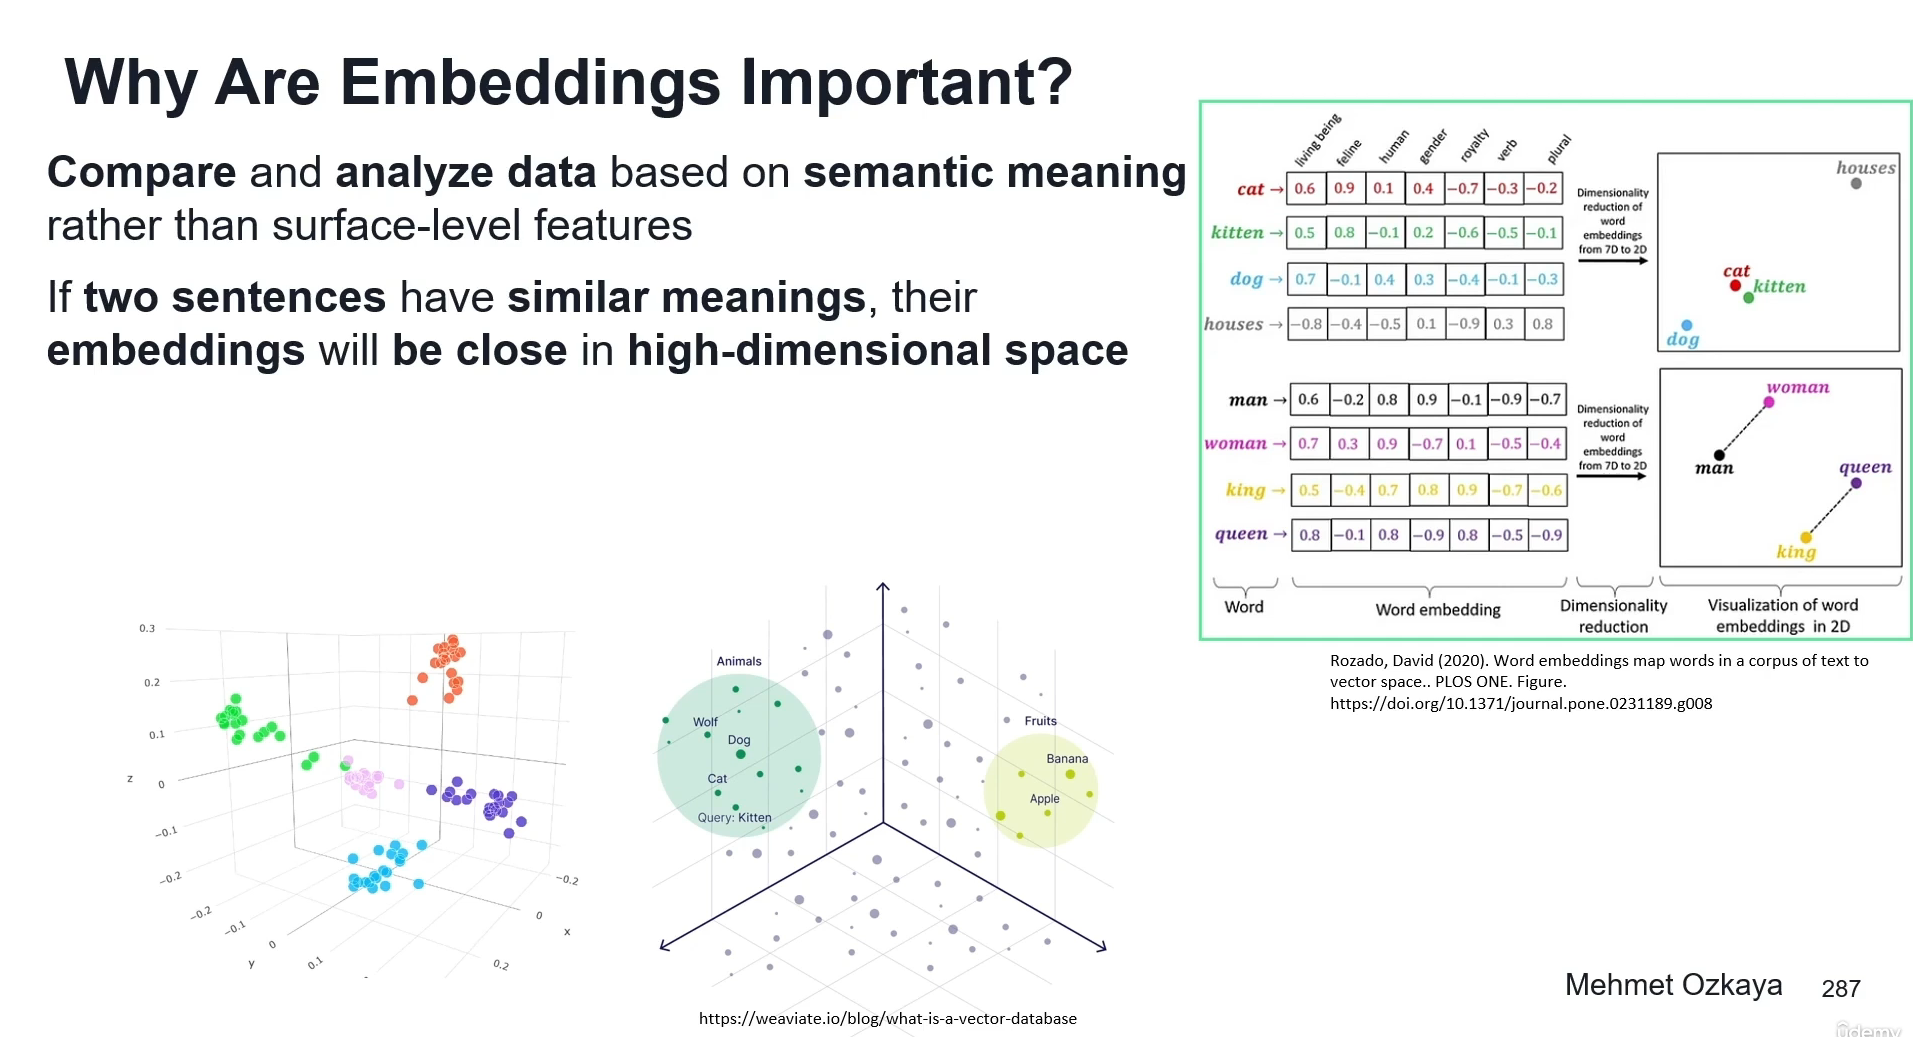 Why Are Embeddings Important?
Compare and analyze data based on semantic meaning
rather than surface-level features
If two sentences have similar meanings, their
embeddings will be close in high-dimensional space
living being feline human gender royalty verb plural
cat → 0.6 0.9 0.1 0.4 −0.7 −0.3 −0.2
kitten → 0.5 0.8 −0.1 0.2 −0.6 −0.5 −0.1
dog → 0.7 −0.1 0.4 0.3 −0.4 −0.1 −0.3
houses → −0.8 −0.4 −0.5 0.1 −0.9 0.3 0.8
Dimensionality
reduction of
word
embeddings
from 7D to 2D
houses
cat
kitten
dog
man → 0.6 −0.2 0.8 0.9 −0.1 −0.9 −0.7
woman → 0.7 0.3 0.9 −0.7 0.1 −0.5 −0.4
king → 0.5 −0.4 0.7 0.8 0.9 −0.7 −0.6
queen → 0.8 −0.1 0.8 −0.9 0.8 −0.5 −0.9
Dimensionality
reduction of
word
embeddings
from 7D to 2D
woman
man
queen
king
Word
Word embedding
Dimensionality
reduction
Visualization of word
embeddings in 2D
Rozado, David (2020). Word embeddings map words in a corpus of text to
vector space.. PLOS ONE. Figure.
https://doi.org/10.1371/journal.pone.0231189.g008
0.3
0.2
0.1
z
0
−0.1
−0.2
−0.2
−0.1
0
y
0.1
−0.2
0
x
0.2
Animals
Wolf
Dog
Cat
Query: Kitten
Fruits
Banana
Apple
https://weaviate.io/blog/what-is-a-vector-database
Mehmet Ozkaya 287
ûdemy